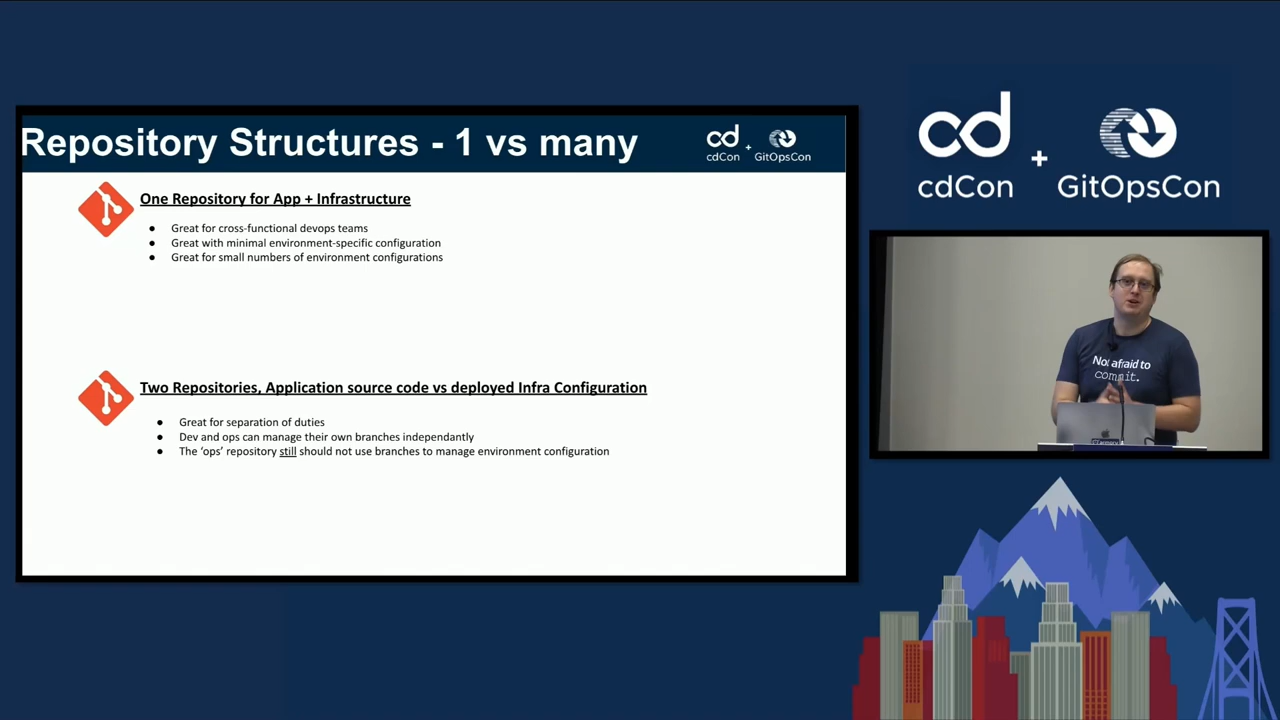 Repository Structures - 1 vs many
cdCon + GitOpsCon
One Repository for App + Infrastructure
● Great for cross-functional devops teams
● Great with minimal environment-specific configuration
● Great for small numbers of environment configurations
Two Repositories, Application source code vs deployed Infra Configuration
● Great for separation of duties
● Dev and ops can manage their own branches independantly
● The ‘ops’ repository still should not use branches to manage environment configuration
cd
+
cdCon GitOpsCon
Not afraid to
commit.